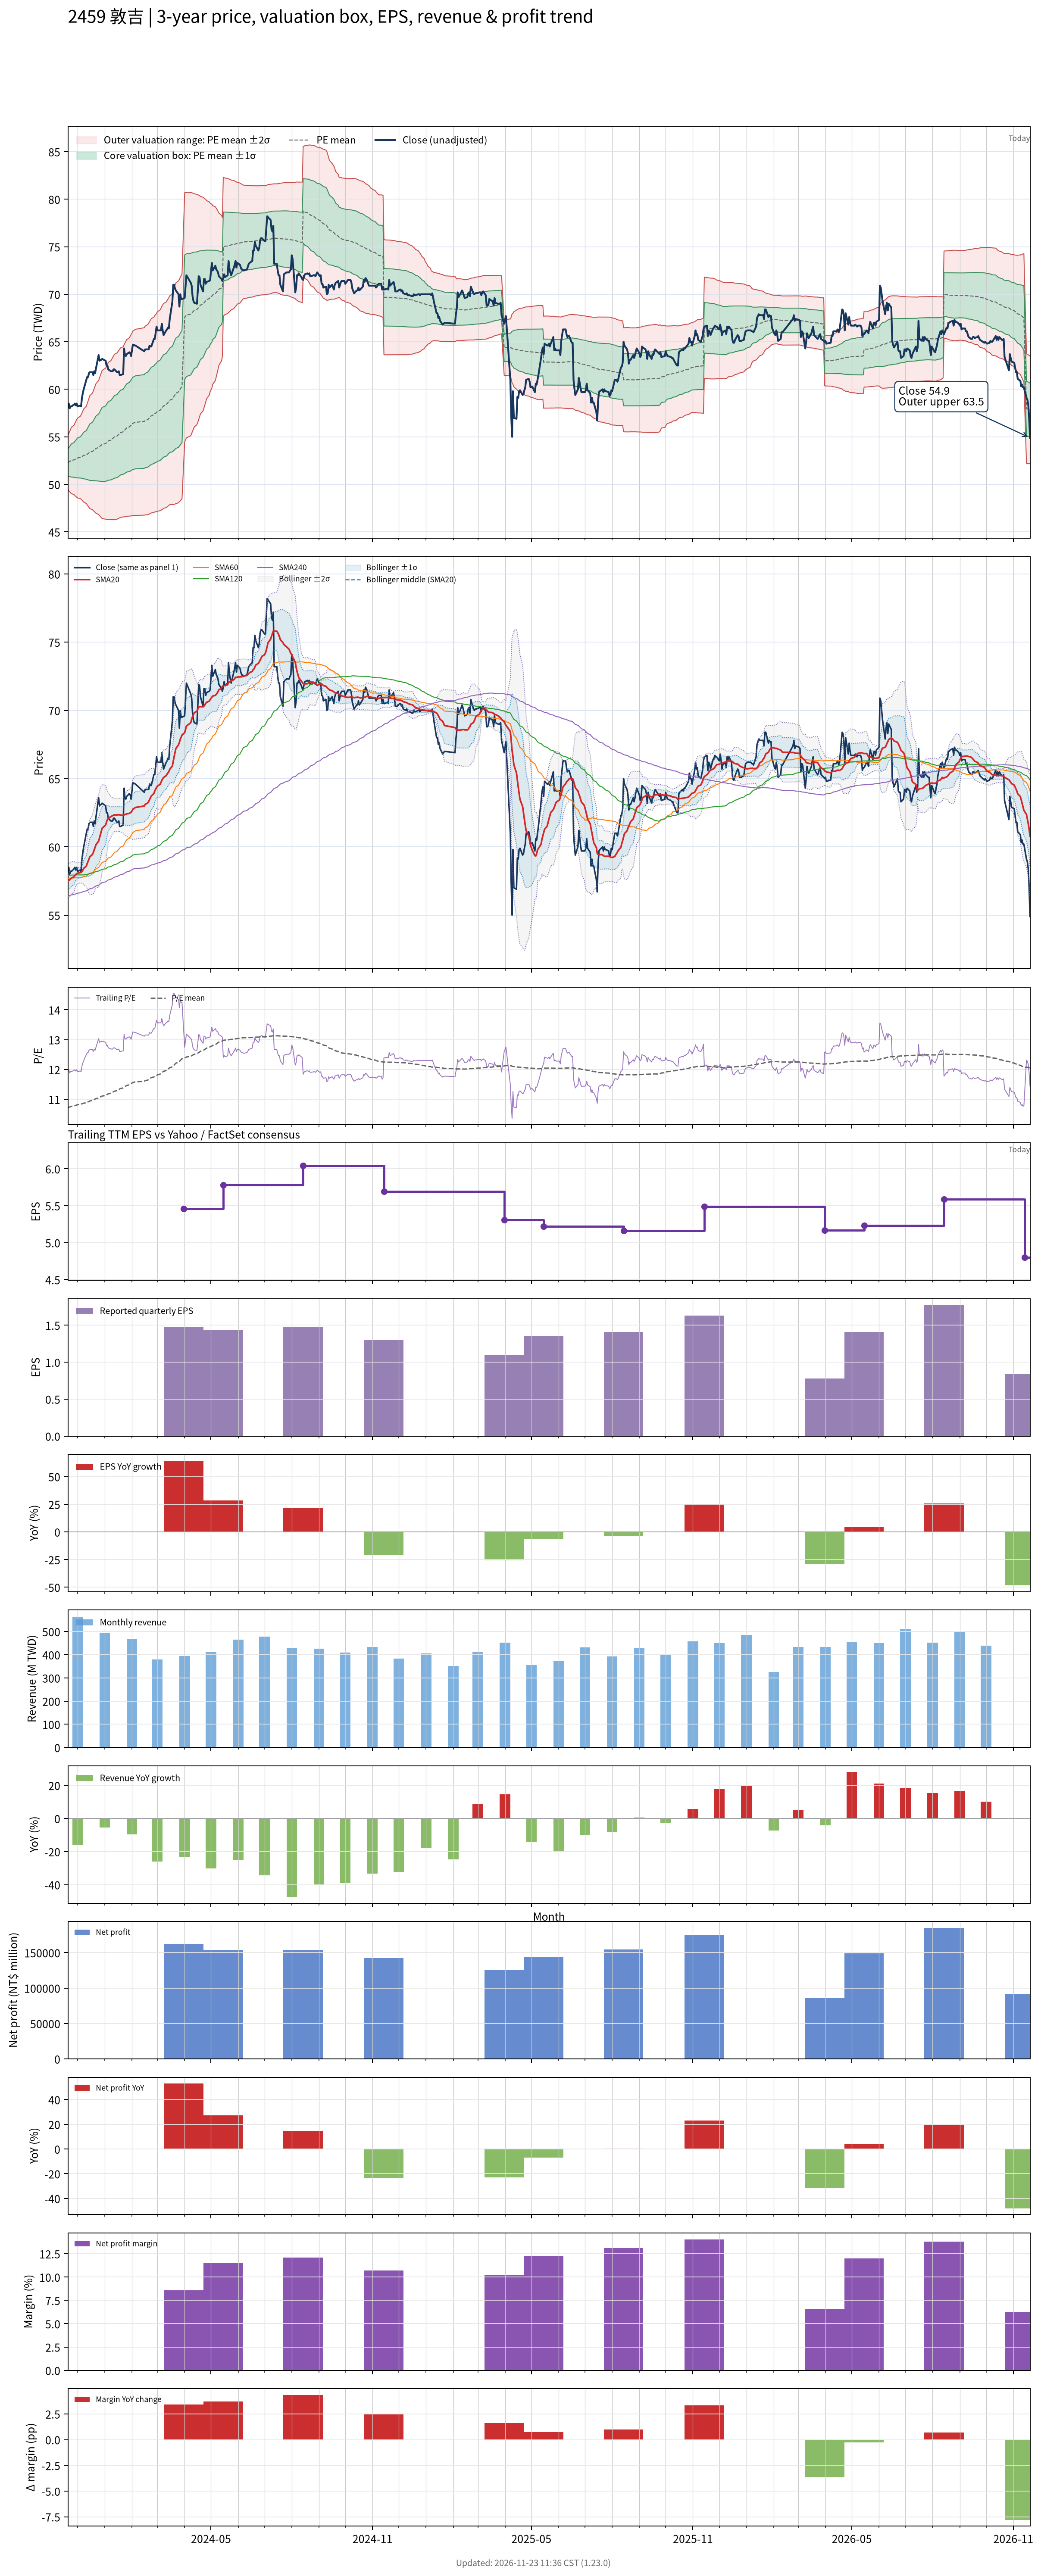 2459 敦吉 | 3-year price, valuation box, EPS, revenue & profit trend
Outer valuation range: PE mean ±2σ
Core valuation box: PE mean ±1σ
PE mean
Close (unadjusted)
Today
Close 54.9
Outer upper 63.5
Price (TWD)
85
80
75
70
65
60
55
50
45
Close (same as panel 1)
SMA20
SMA60
SMA120
SMA240
Bollinger ±2σ
Bollinger ±1σ
Bollinger middle (SMA20)
Price
80
75
70
65
60
55
Trailing P/E
P/E mean
P/E
14
13
12
11
Trailing TTM EPS vs Yahoo / FactSet consensus
Today
EPS
6.0
5.5
5.0
4.5
Reported quarterly EPS
EPS
1.5
1.0
0.5
0.0
EPS YoY growth
YoY (%)
50
25
0
-25
-50
Monthly revenue
Revenue (M TWD)
500
400
300
200
100
0
Revenue YoY growth
YoY (%)
20
0
-20
-40
Month
Net profit
Net profit (NT$ million)
150000
100000
50000
0
Net profit YoY
YoY (%)
40
20
0
-20
-40
Net profit margin
Margin (%)
12.5
10.0
7.5
5.0
2.5
0.0
Margin YoY change
Δ margin (pp)
2.5
0.0
-2.5
-5.0
-7.5
2024-05
2024-11
2025-05
2025-11
2026-05
2026-11
Updated: 2026-11-23 11:36 CST (1.23.0)